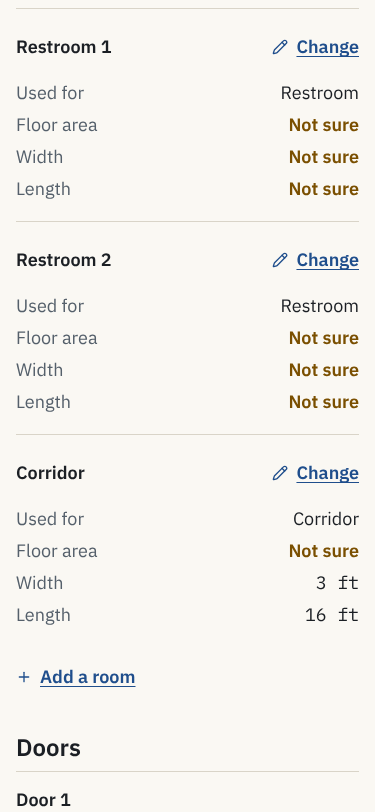 Restroom 1 Change
Used for Restroom
Floor area Not sure
Width Not sure
Length Not sure
Restroom 2 Change
Used for Restroom
Floor area Not sure
Width Not sure
Length Not sure
Corridor Change
Used for Corridor
Floor area Not sure
Width 3 ft
Length 16 ft
+ Add a room
Doors
Door 1